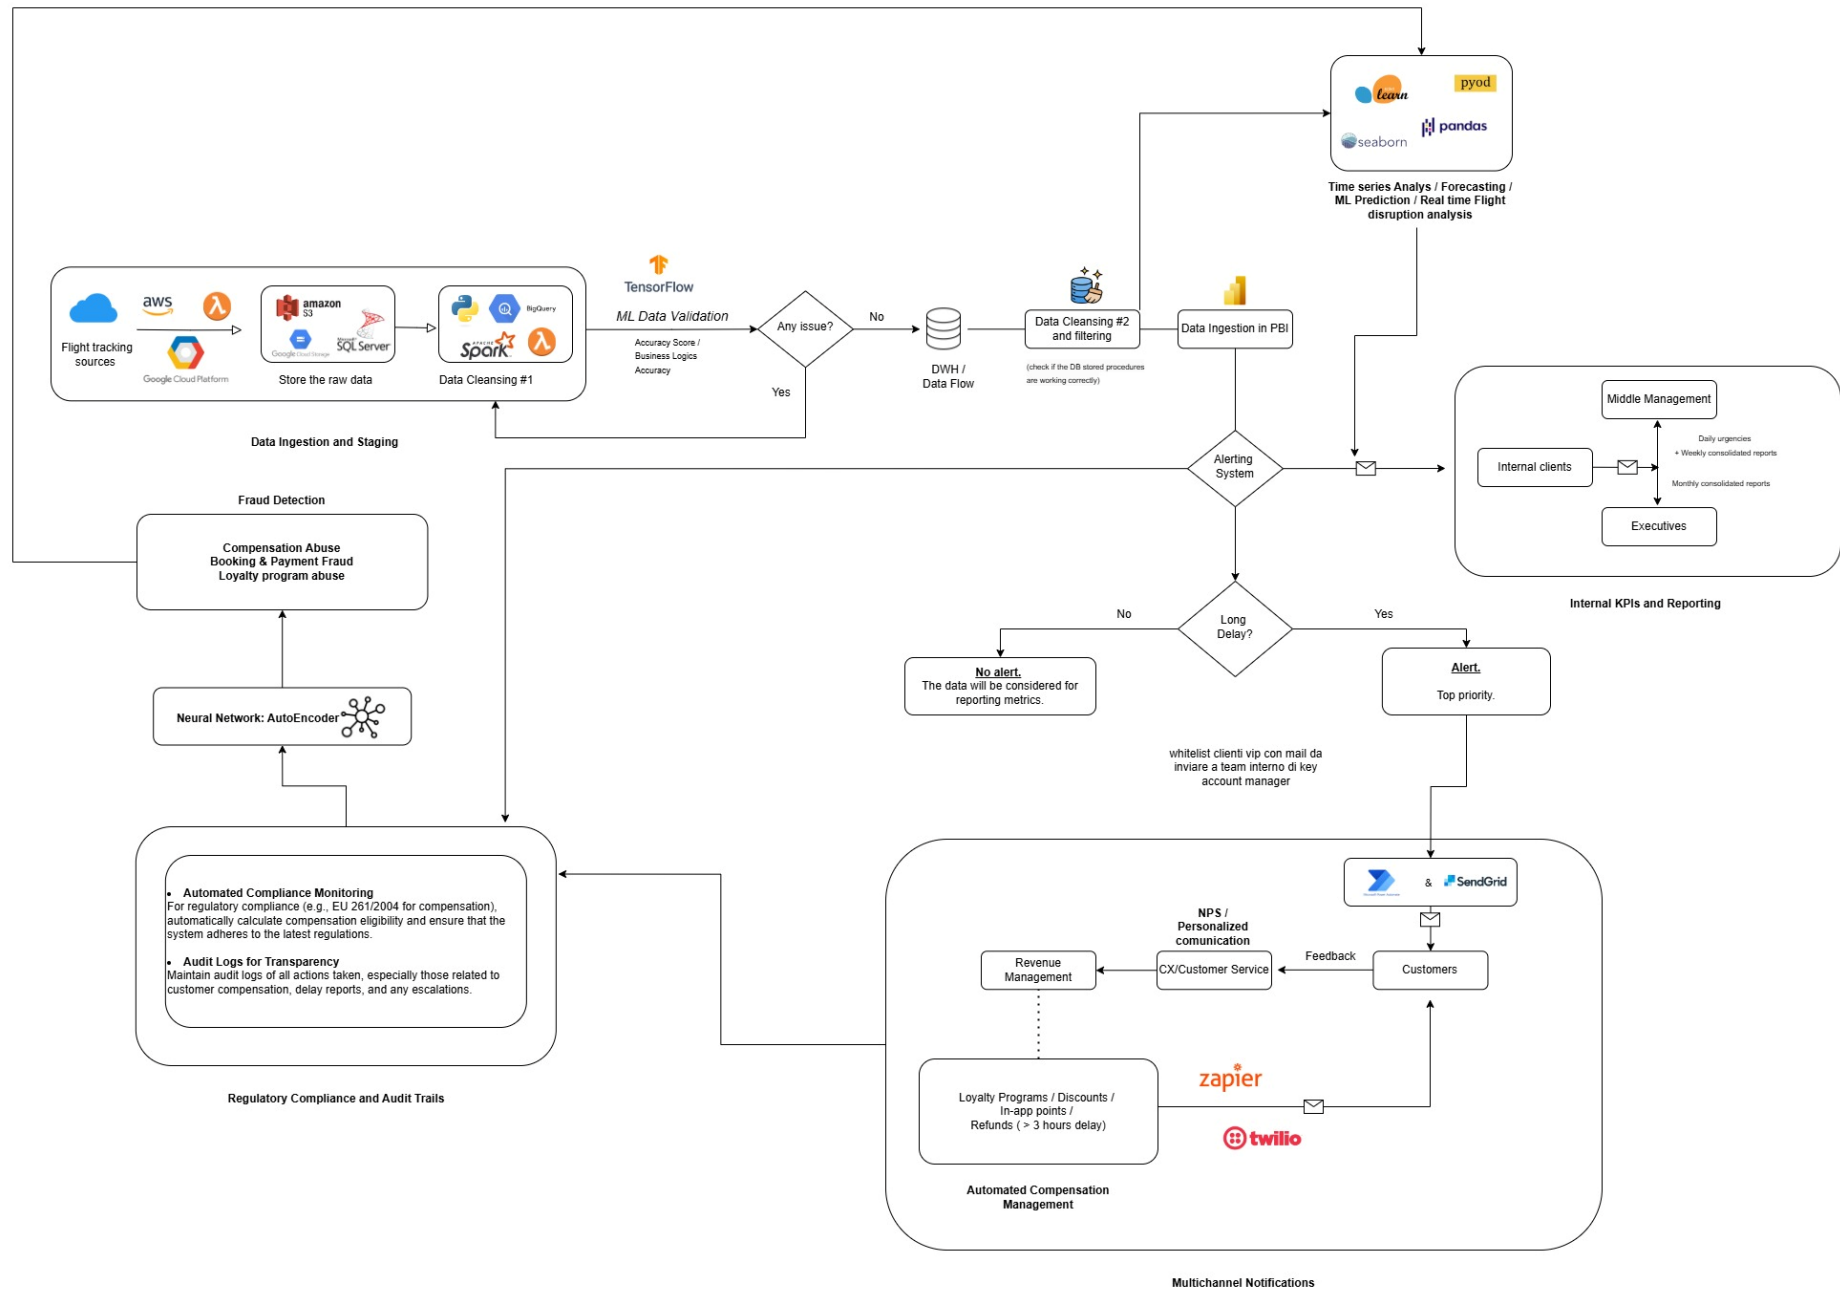 learn
pyod
seaborn
pandas
Time series Analys / Forecasting /
ML Prediction / Real time Flight
disruption analysis
aws
Flight tracking
sources
Google Cloud Platform
amazon
S3
Google Cloud Storage
SQL Server
Store the raw data
BigQuery
APACHE
Spark
Data Cleansing #1
Data Ingestion and Staging
TensorFlow
ML Data Validation
Accuracy Score /
Business Logics
Accuracy
Any issue?
No
Yes
DWH /
Data Flow
Data Cleansing #2
and filtering
(check if the DB stored procedures
are working correctly)
Data Ingestion in PBI
Alerting
System
Middle Management
Daily urgencies
+ Weekly consolidated reports
Internal clients
Monthly consolidated reports
Executives
Internal KPIs and Reporting
Fraud Detection
Compensation Abuse
Booking & Payment Fraud
Loyalty program abuse
Neural Network: AutoEncoder
Long
Delay?
No
Yes
No alert.
The data will be considered for
reporting metrics.
Alert.
Top priority.
whitelist clienti vip con mail da
inviare a team interno di key
account manager
• Automated Compliance Monitoring
For regulatory compliance (e.g., EU 261/2004 for compensation),
automatically calculate compensation eligibility and ensure that the
system adheres to the latest regulations.
• Audit Logs for Transparency
Maintain audit logs of all actions taken, especially those related to
customer compensation, delay reports, and any escalations.
Regulatory Compliance and Audit Trails
&
SendGrid
NPS /
Personalized
comunication
Revenue
Management
CX/Customer Service
Feedback
Customers
zapier
twilio
Loyalty Programs / Discounts /
In-app points /
Refunds ( > 3 hours delay)
Automated Compensation
Management
Multichannel Notifications